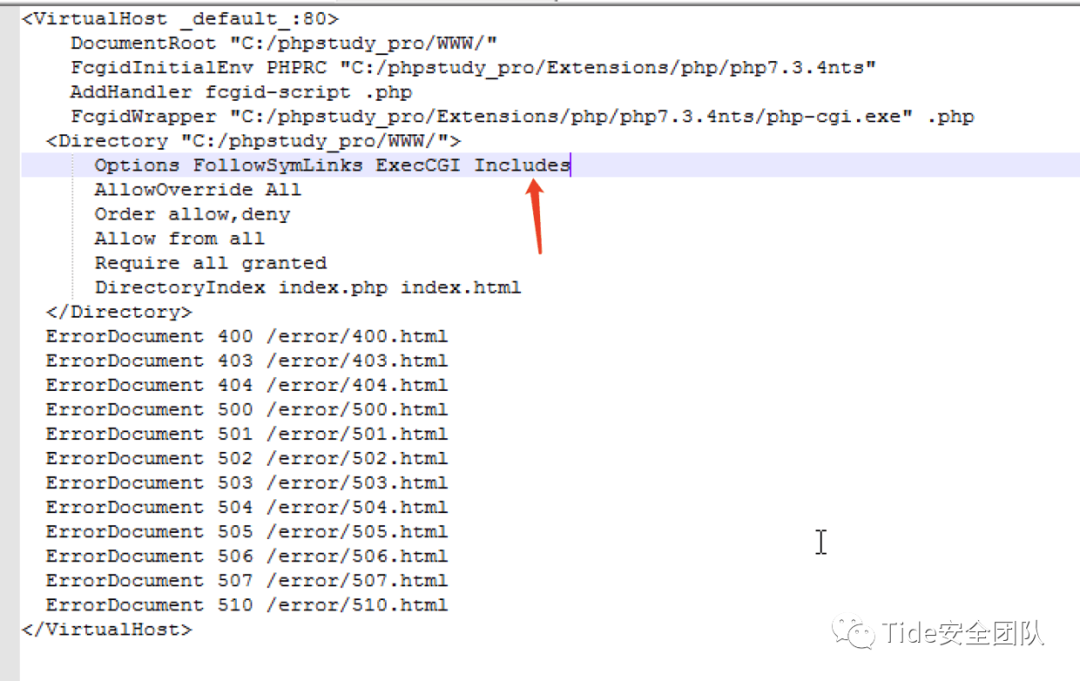 <VirtualHost _default_:80>
DocumentRoot "C:/phpstudy_pro/WWW/"
FcgidInitialEnv PHPRC "C:/phpstudy_pro/Extensions/php/php7.3.4nts"
AddHandler fcgid-script .php
FcgidWrapper "C:/phpstudy_pro/Extensions/php/php7.3.4nts/php-cgi.exe" .php
<Directory "C:/phpstudy_pro/WWW/">
Options FollowSymLinks ExecCGI Includes
AllowOverride All
Order allow,deny
Allow from all
Require all granted
DirectoryIndex index.php index.html
</Directory>
ErrorDocument 400 /error/400.html
ErrorDocument 403 /error/403.html
ErrorDocument 404 /error/404.html
ErrorDocument 500 /error/500.html
ErrorDocument 501 /error/501.html
ErrorDocument 502 /error/502.html
ErrorDocument 503 /error/503.html
ErrorDocument 504 /error/504.html
ErrorDocument 505 /error/505.html
ErrorDocument 506 /error/506.html
ErrorDocument 507 /error/507.html
ErrorDocument 510 /error/510.html
</VirtualHost>
Tide安全团队